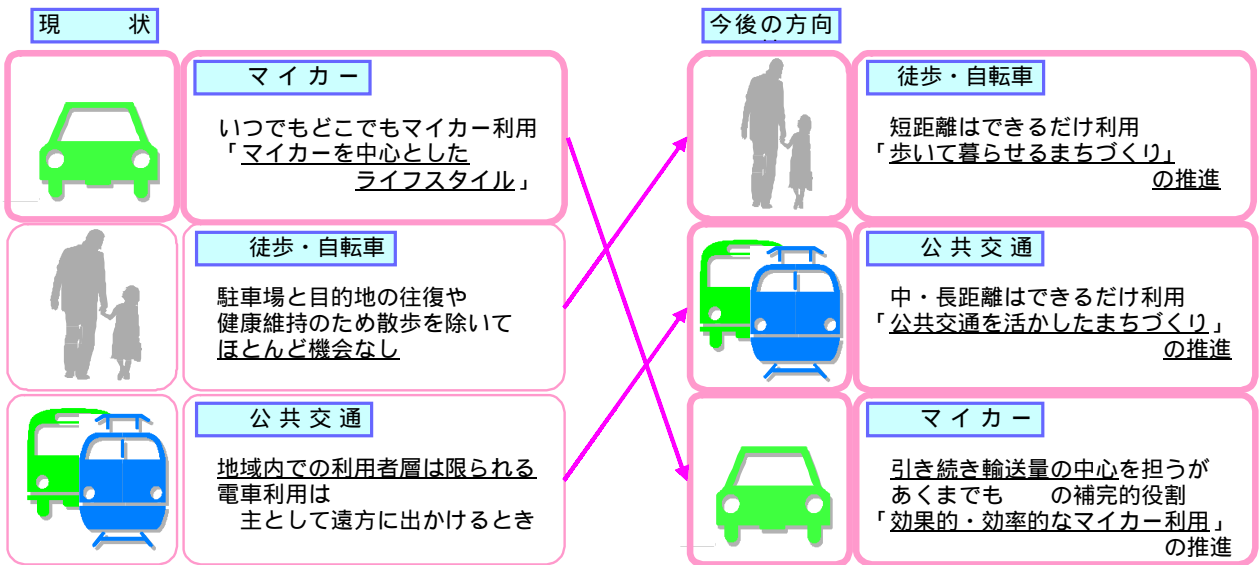 現　状
マイカー
いつでもどこでもマイカー利用
「マイカーを中心とした
ライフスタイル」
徒歩・自転車
駐車場と目的地の往復や
健康維持のため散歩を除いて
ほとんど機会なし
公共交通
地域内での利用者層は限られる
電車利用は
主として遠方に出かけるとき
今後の方向
徒歩・自転車
短距離はできるだけ利用
「歩いて暮らせるまちづくり」
の推進
公共交通
中・長距離はできるだけ利用
「公共交通を活かしたまちづくり」
の推進
マイカー
引き続き輸送量の中心を担うが
あくまでも　　の補完的役割
「効果的・効率的なマイカー利用」
の推進